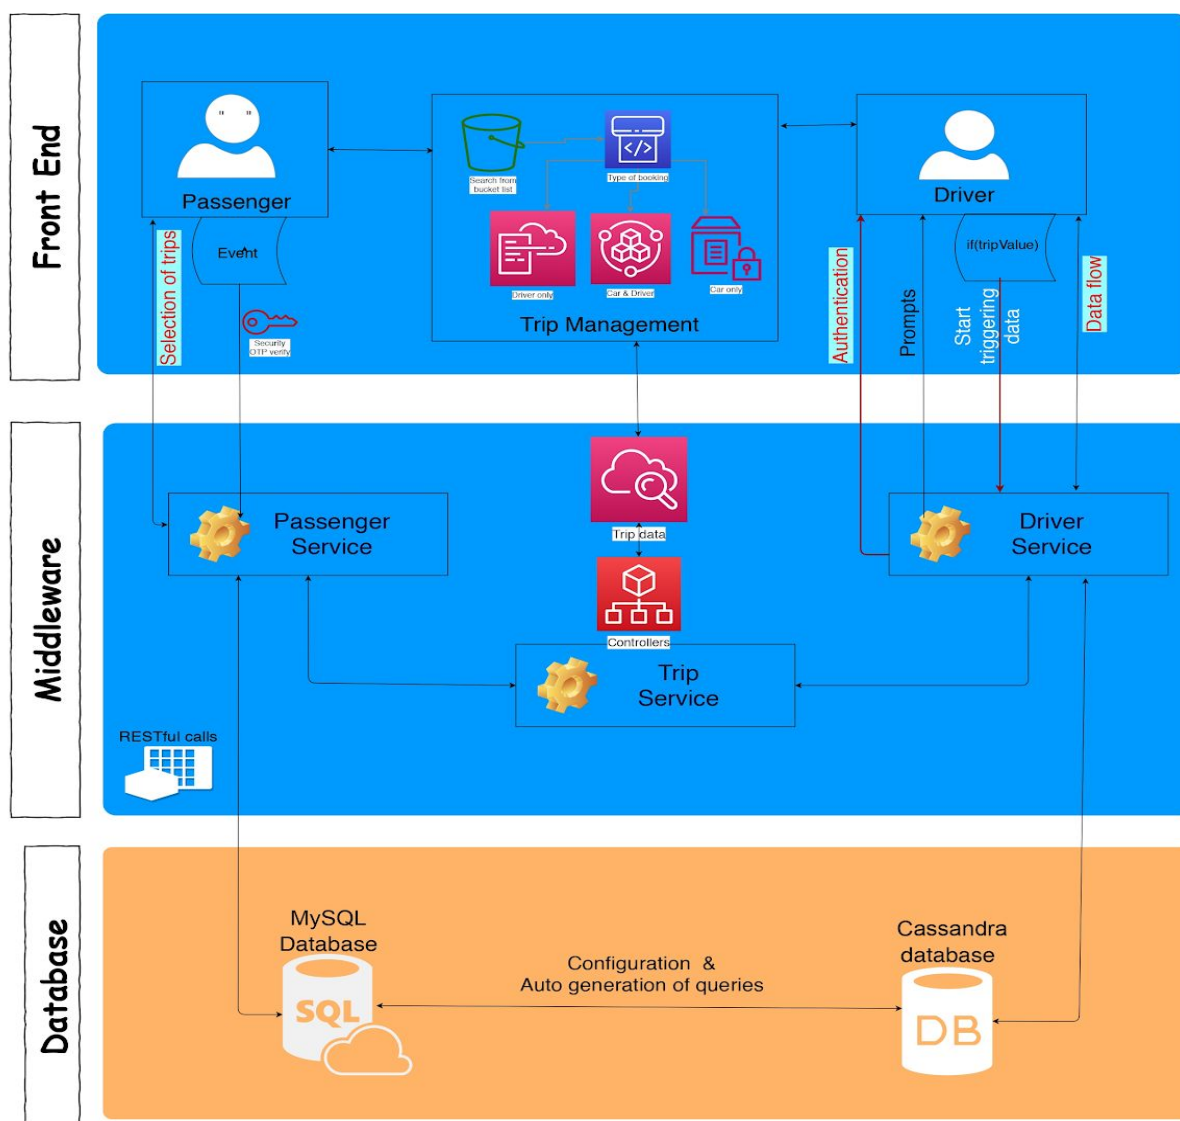 Front End
Passenger
Event
Selection of trips
Security
OTP verify
Search from
bucket list
Type of booking
Driver only
Car & Driver
Car only
Trip Management
Driver
if(tripValue)
Authentication
Prompts
Start
triggering
data
Data flow
Middleware
Passenger
Service
Trip data
Controllers
Trip
Service
Driver
Service
RESTful calls
Database
MySQL
Database
SQL
Configuration &
Auto generation of queries
Cassandra
database
DB